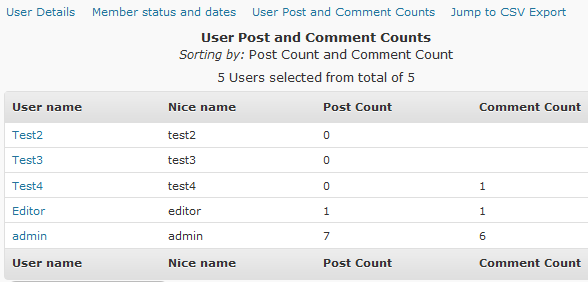 User Details Member status and dates User Post and Comment Counts Jump to CSV Export
User Post and Comment Counts
Sorting by: Post Count and Comment Count
5 Users selected from total of 5
User name Nice name Post Count Comment Count
Test2 test2 0
Test3 test3 0
Test4 test4 0 1
Editor editor 1 1
admin admin 7 6
User name Nice name Post Count Comment Count